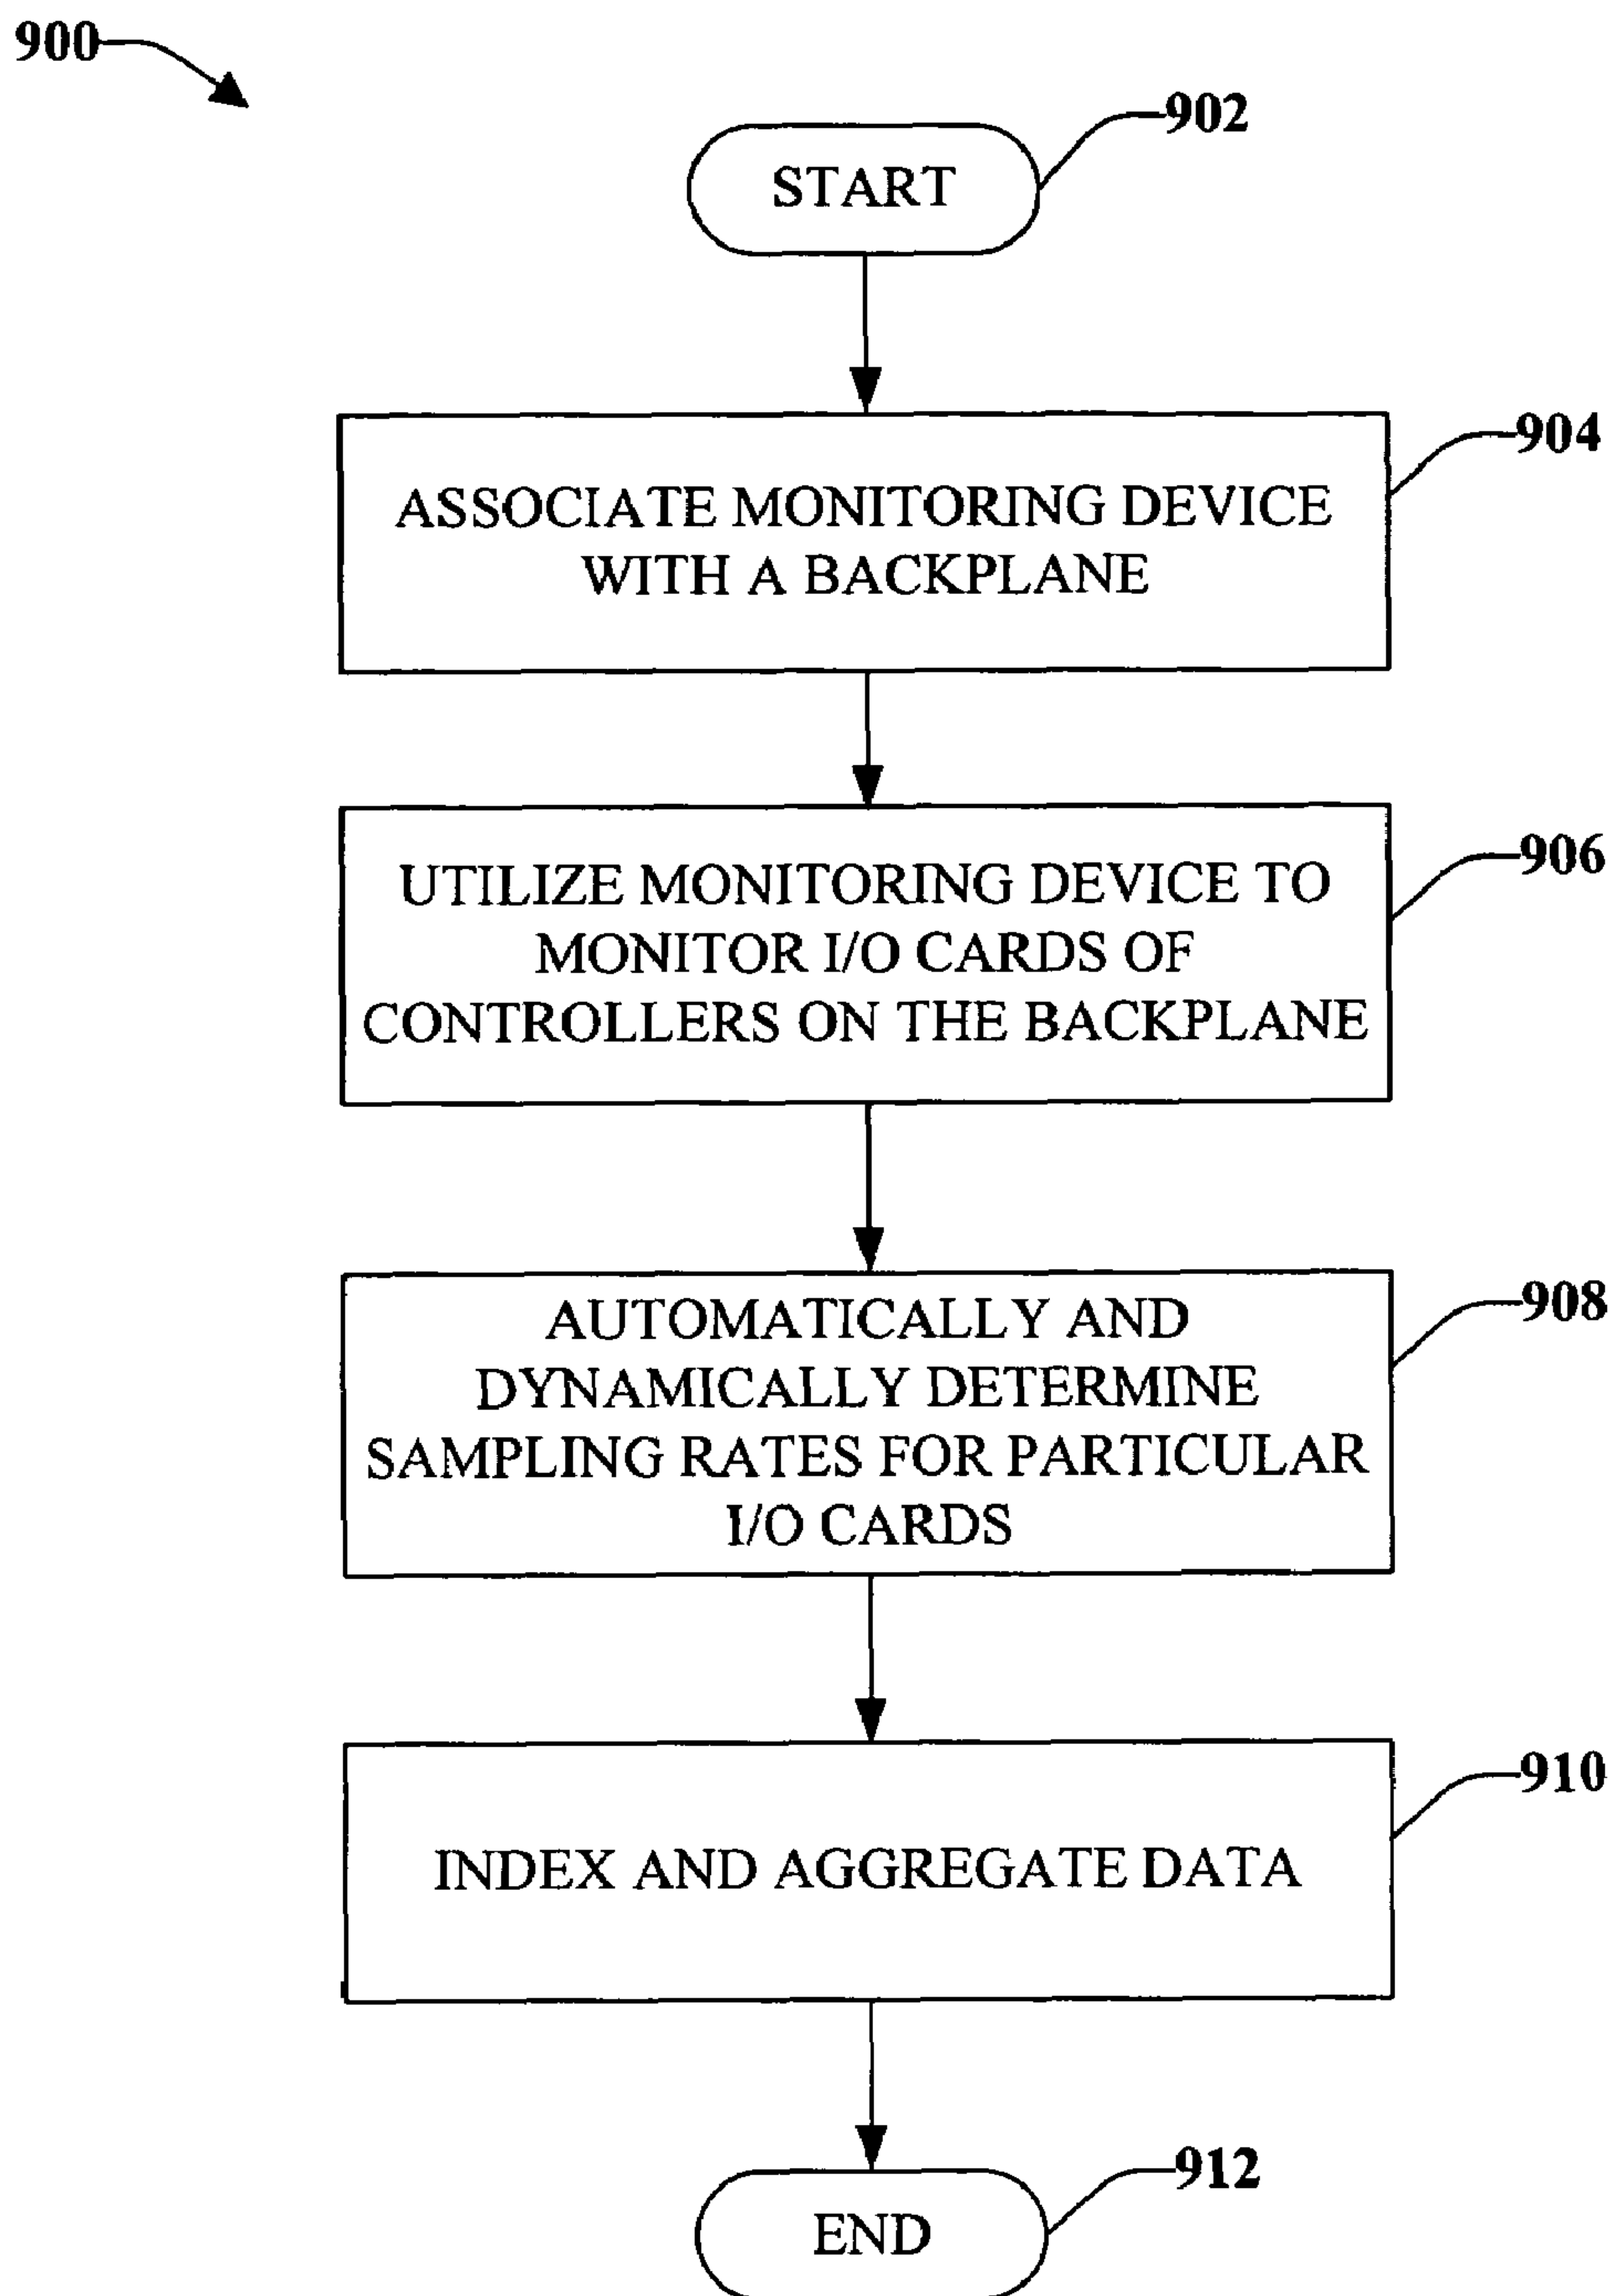 900
902
START
904
ASSOCIATE MONITORING DEVICE
WITH A BACKPLANE
906
UTILIZE MONITORING DEVICE TO
MONITOR I/O CARDS OF
CONTROLLERS ON THE BACKPLANE
908
AUTOMATICALLY AND
DYNAMICALLY DETERMINE
SAMPLING RATES FOR PARTICULAR
I/O CARDS
910
INDEX AND AGGREGATE DATA
912
END